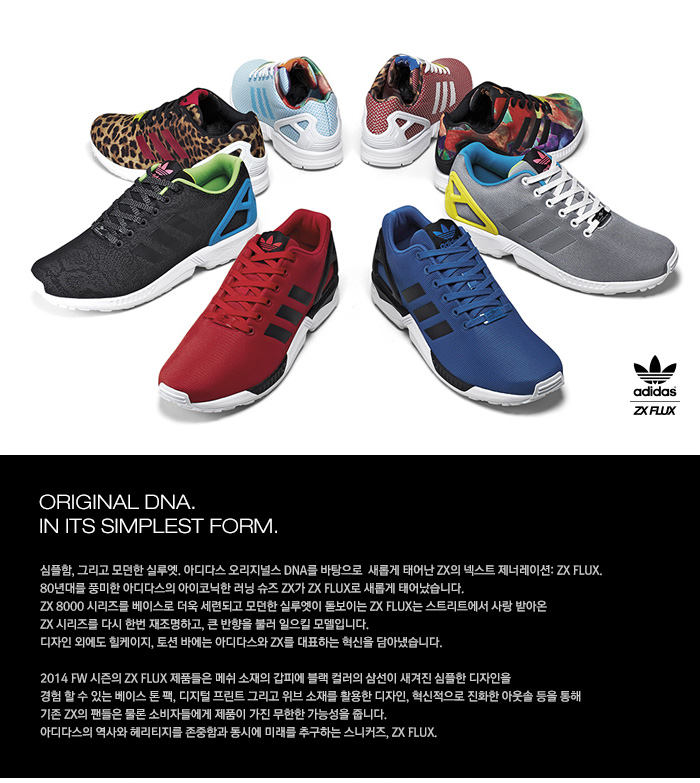 adidas
ZX FLUX
ORIGINAL DNA.
IN ITS SIMPLEST FORM.
심플함, 그리고 모던한 실루엣. 아디다스 오리지널스 DNA를 바탕으로 새롭게 태어난 ZX의 넥스트 제너레이션: ZX FLUX.
80년대를 풍미한 아디다스의 아이코닉한 러닝 슈즈 ZX가 ZX FLUX로 새롭게 태어났습니다.
ZX 8000 시리즈를 베이스로 더욱 세련되고 모던한 실루엣이 돋보이는 ZX FLUX는 스트리트에서 사랑 받아온
ZX 시리즈를 다시 한번 재조명하고, 큰 반향을 불러 일으킬 모델입니다.
디자인 외에도 힐케이지, 토션 바에는 아디다스와 ZX를 대표하는 혁신을 담아냈습니다.
2014 FW 시즌의 ZX FLUX 제품들은 메쉬 소재의 갑피에 블랙 컬러의 삼선이 새겨진 심플한 디자인을
경험 할 수 있는 베이스 톤 팩, 디지털 프린트 그리고 위브 소재를 활용한 디자인, 혁신적으로 진화한 아웃솔 등을 통해
기존 ZX의 팬들은 물론 소비자들에게 제품이 가진 무한한 가능성을 줍니다.
아디다스의 역사와 헤리티지를 존중함과 동시에 미래를 추구하는 스니커즈, ZX FLUX.